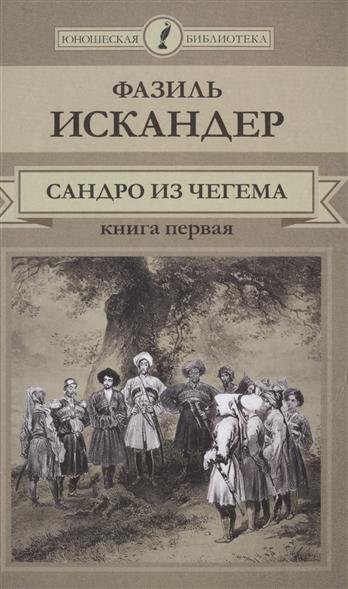 ЮНОШЕСКАЯ БИБЛИОТЕКА
ФАЗИЛЬ
ИСКАНДЕР
САНДРО ИЗ ЧЕГЕМА
книга первая